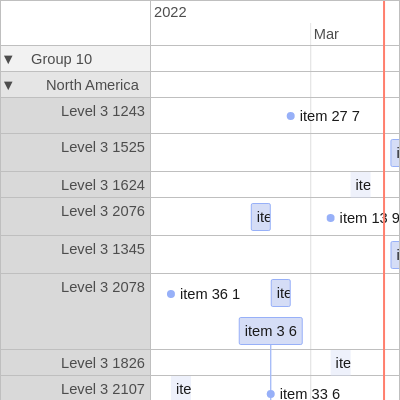 2022
Mar
▼ Group 10
▼ North America
Level 3 1243
item 27 7
Level 3 1525
Level 3 1624
ite
Level 3 2076
ite
item 13 9
Level 3 1345
Level 3 2078
item 36 1
ite
item 3 6
Level 3 1826
ite
Level 3 2107
ite
item 33 6